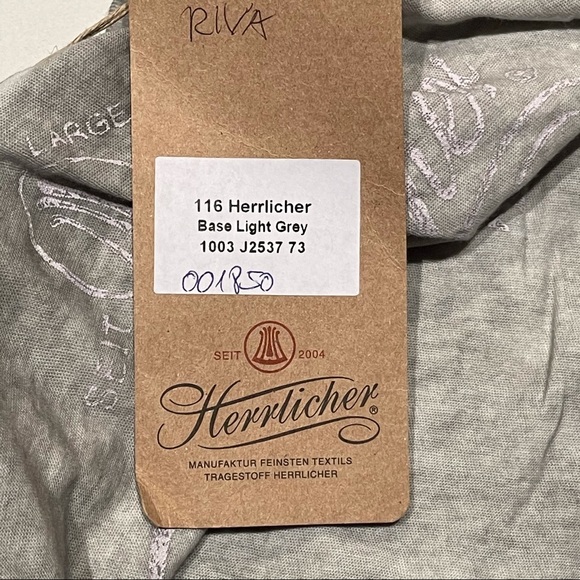 RIVA
LARGE
116 Herrlicher
Base Light Grey
1003 J2537 73
001850
SEIT 2004
Herrlicher®
MANUFAKTUR FEINSTEN TEXTILS
TRAGESTOFF HERRLICHER
SEIT